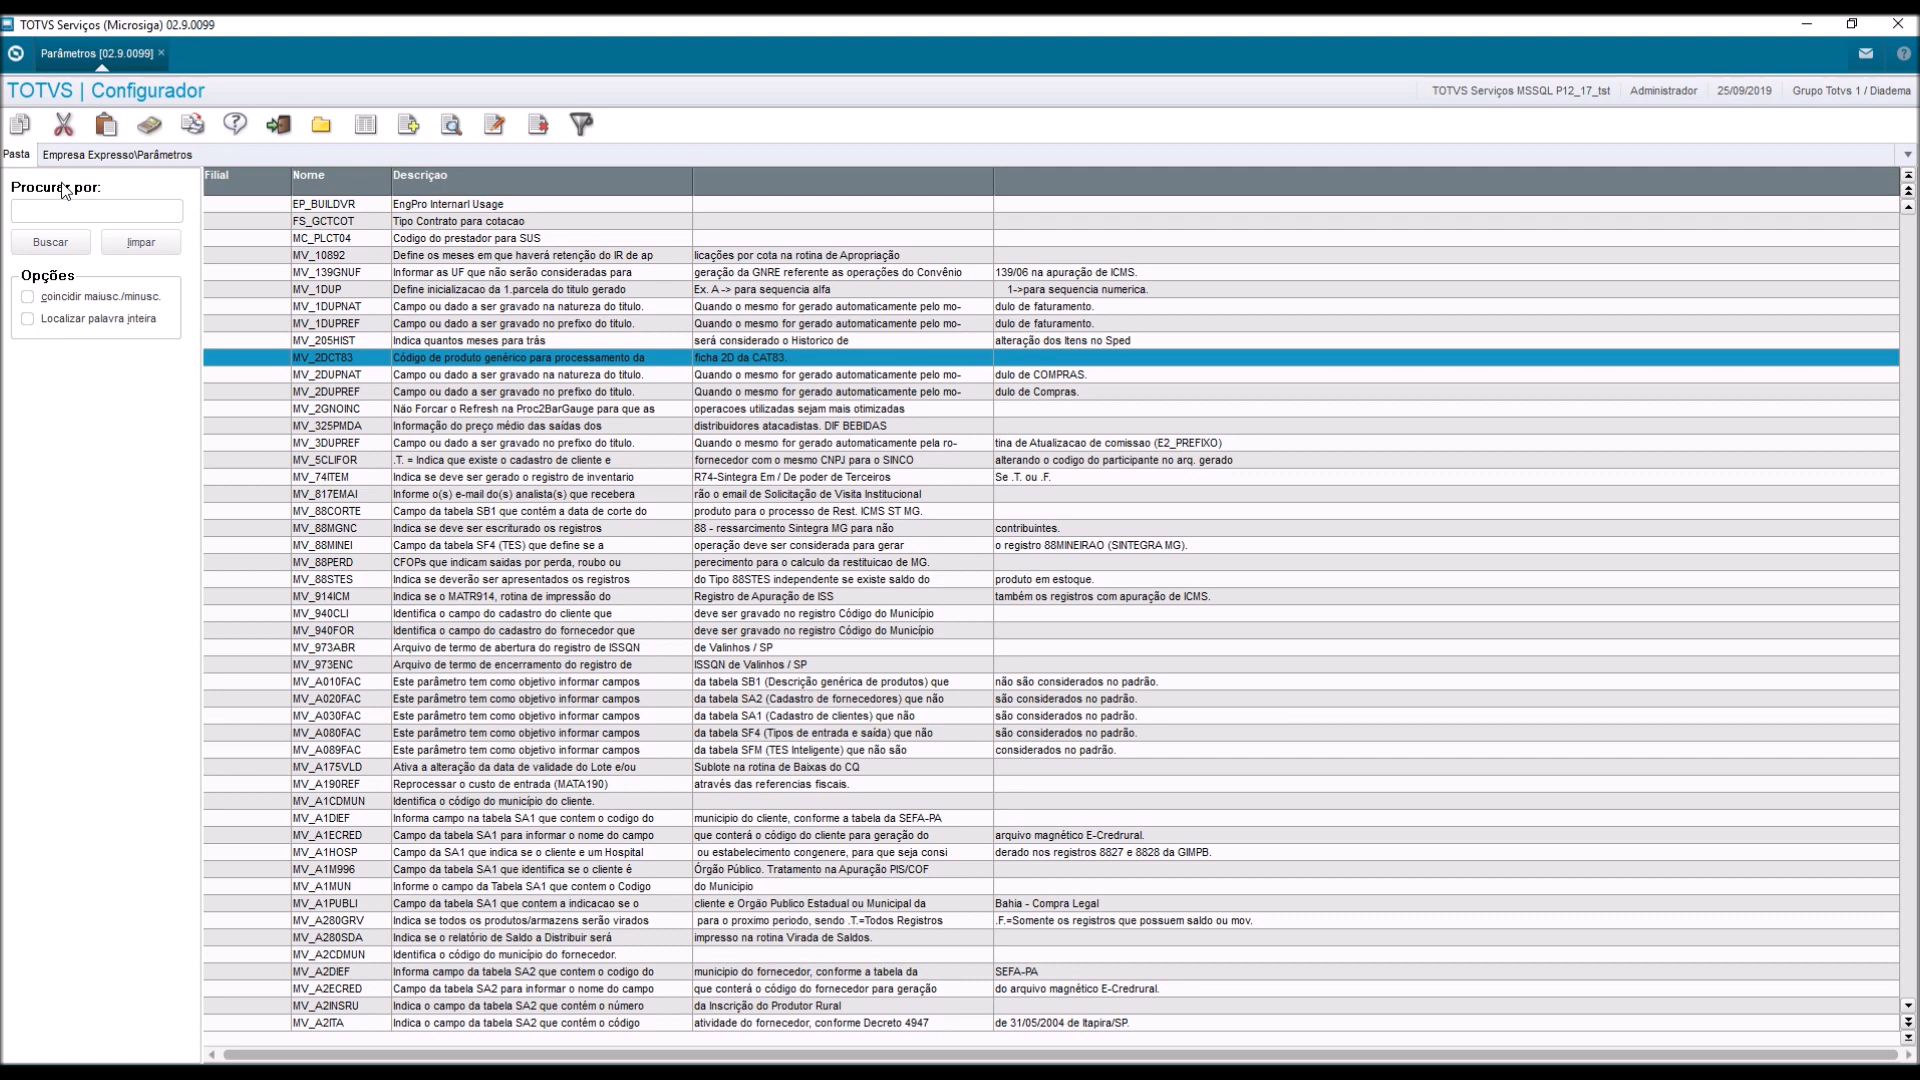 TOTVS Serviços (Microsiga) 02.9.0099
Parâmetros [02.9.0099]
TOTVS | Configurador
TOTVS Serviços MSSQL P12_17_tst Administrador 25/09/2019 Grupo Totvs 1 / Diadema
Pasta Empresa Expresso\Parâmetros
Procurar por:
Buscar limpar
Opções
coincidir maiusc./minusc.
Localizar palavra inteira
Filial Nome Descriçao
EP_BUILDVR EngPro Internarl Usage
FS_GCTCOT Tipo Contrato para cotacao
MC_PLCT04 Codigo do prestador para SUS
MV_10892 Define os meses em que haverá retenção do IR de ap licações por cota na rotina de Apropriação
MV_139GNUF Informar as UF que não serão consideradas para geração da GNRE referente as operações do Convênio 139/06 na apuração de ICMS.
MV_1DUP Define inicializacao da 1.parcela do titulo gerado Ex. A -> para sequencia alfa 1->para sequencia numerica.
MV_1DUPNAT Campo ou dado a ser gravado na natureza do titulo. Quando o mesmo for gerado automaticamente pelo mo- dulo de faturamento.
MV_1DUPREF Campo ou dado a ser gravado no prefixo do titulo. Quando o mesmo for gerado automaticamente pelo mo- dulo de faturamento.
MV_205HIST Indica quantos meses para trás será considerado o Historico de alteração dos Itens no Sped
MV_2DCT83 Código de produto genérico para processamento da ficha 2D da CAT83.
MV_2DUPNAT Campo ou dado a ser gravado na natureza do titulo. Quando o mesmo for gerado automaticamente pelo mo- dulo de COMPRAS.
MV_2DUPREF Campo ou dado a ser gravado no prefixo do titulo. Quando o mesmo for gerado automaticamente pelo mo- dulo de Compras.
MV_2GNOINC Não Forcar o Refresh na Proc2BarGauge para que as operacoes utilizadas sejam mais otimizadas
MV_325PMDA Informação do preço médio das saídas dos distribuidores atacadistas. DIF BEBIDAS
MV_3DUPREF Campo ou dado a ser gravado no prefixo do titulo. Quando o mesmo for gerado automaticamente pela ro- tina de Atualizacao de comissao (E2_PREFIXO)
MV_5CLIFOR .T. = Indica que existe o cadastro de cliente e fornecedor com o mesmo CNPJ para o SINCO alterando o codigo do participante no arq. gerado
MV_74ITEM Indica se deve ser gerado o registro de inventario R74-Sintegra Em / De poder de Terceiros Se .T. ou .F.
MV_817EMAI Informe o(s) e-mail do(s) analista(s) que recebera rão o email de Solicitação de Visita Institucional
MV_88CORTE Campo da tabela SB1 que contém a data de corte do produto para o processo de Rest. ICMS ST MG.
MV_88MGNC Indica se deve ser escriturado os registros 88 - ressarcimento Sintegra MG para não contribuintes.
MV_88MINEI Campo da tabela SF4 (TES) que define se a operação deve ser considerada para gerar o registro 88MINEIRAO (SINTEGRA MG).
MV_88PERD CFOPs que indicam saidas por perda, roubo ou perecimento para o calculo da restituicao de MG.
MV_88STES Indica se deverão ser apresentados os registros do Tipo 88STES independente se existe saldo do produto em estoque.
MV_914ICM Indica se o MATR914, rotina de impressão do Registro de Apuração de ISS também os registros com apuração de ICMS.
MV_940CLI Identifica o campo do cadastro do cliente que deve ser gravado no registro Código do Município
MV_940FOR Identifica o campo do cadastro do fornecedor que deve ser gravado no registro Código do Município
MV_973ABR Arquivo de termo de abertura do registro de ISSQN de Valinhos / SP
MV_973ENC Arquivo de termo de encerramento do registro de ISSQN de Valinhos / SP
MV_A010FAC Este parâmetro tem como objetivo informar campos da tabela SB1 (Descrição genérica de produtos) que não são considerados no padrão.
MV_A020FAC Este parâmetro tem como objetivo informar campos da tabela SA2 (Cadastro de fornecedores) que não são considerados no padrão.
MV_A030FAC Este parâmetro tem como objetivo informar campos da tabela SA1 (Cadastro de clientes) que não são considerados no padrão.
MV_A080FAC Este parâmetro tem como objetivo informar campos da tabela SF4 (Tipos de entrada e saída) que não são considerados no padrão.
MV_A089FAC Este parâmetro tem como objetivo informar campos da tabela SFM (TES Inteligente) que não são considerados no padrão.
MV_A175VLD Ativa a alteração da data de validade do Lote e/ou Sublote na rotina de Baixas do CQ
MV_A190REF Reprocessar o custo de entrada (MATA190) através das referencias fiscais.
MV_A1CDMUN Identifica o código do município do cliente.
MV_A1DIEF Informa campo na tabela SA1 que contem o codigo do municipio do cliente, conforme a tabela da SEFA-PA
MV_A1ECRED Campo da tabela SA1 para informar o nome do campo que conterá o código do cliente para geração do arquivo magnético E-Credrural.
MV_A1HOSP Campo da SA1 que indica se o cliente e um Hospital ou estabelecimento congenere, para que seja consi derado nos registros 8827 e 8828 da GIMPB.
MV_A1M996 Campo da tabela SA1 que identifica se o cliente é Órgão Público. Tratamento na Apuração PIS/COF
MV_A1MUN Informe o campo da Tabela SA1 que contem o Codigo do Municipio
MV_A1PUBLI Campo da tabela SA1 que contem a indicacao se o cliente e Orgão Publico Estadual ou Municipal da Bahia - Compra Legal
MV_A280GRV Indica se todos os produtos/armazens serão virados para o proximo periodo, sendo .T.=Todos Registros .F.=Somente os registros que possuem saldo ou mov.
MV_A280SDA Indica se o relatório de Saldo a Distribuir será impresso na rotina Virada de Saldos.
MV_A2CDMUN Identifica o código do município do fornecedor.
MV_A2DIEF Informa campo da tabela SA2 que contem o codigo do municipio do fornecedor, conforme a tabela da SEFA-PA
MV_A2ECRED Campo da tabela SA2 para informar o nome do campo que conterá o código do fornecedor para geração do arquivo magnético E-Credrural.
MV_A2INSRU Indica o campo da tabela SA2 que contém o número da Inscrição do Produtor Rural
MV_A2ITA Indica o campo da tabela SA2 que contém o código atividade do fornecedor, conforme Decreto 4947 de 31/05/2004 de Itapira/SP.